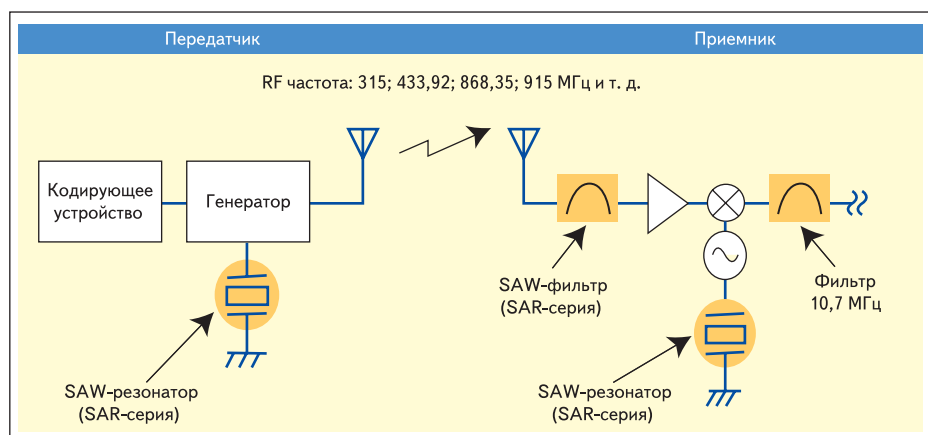 Передатчик
Приемник
RF частота: 315; 433,92; 868,35; 915 МГц и т. д.
Кодирующее
устройство
Генератор
SAW-фильтр
(SAR-серия)
Фильтр
10,7 МГц
SAW-резонатор
(SAR-серия)
SAW-резонатор
(SAR-серия)